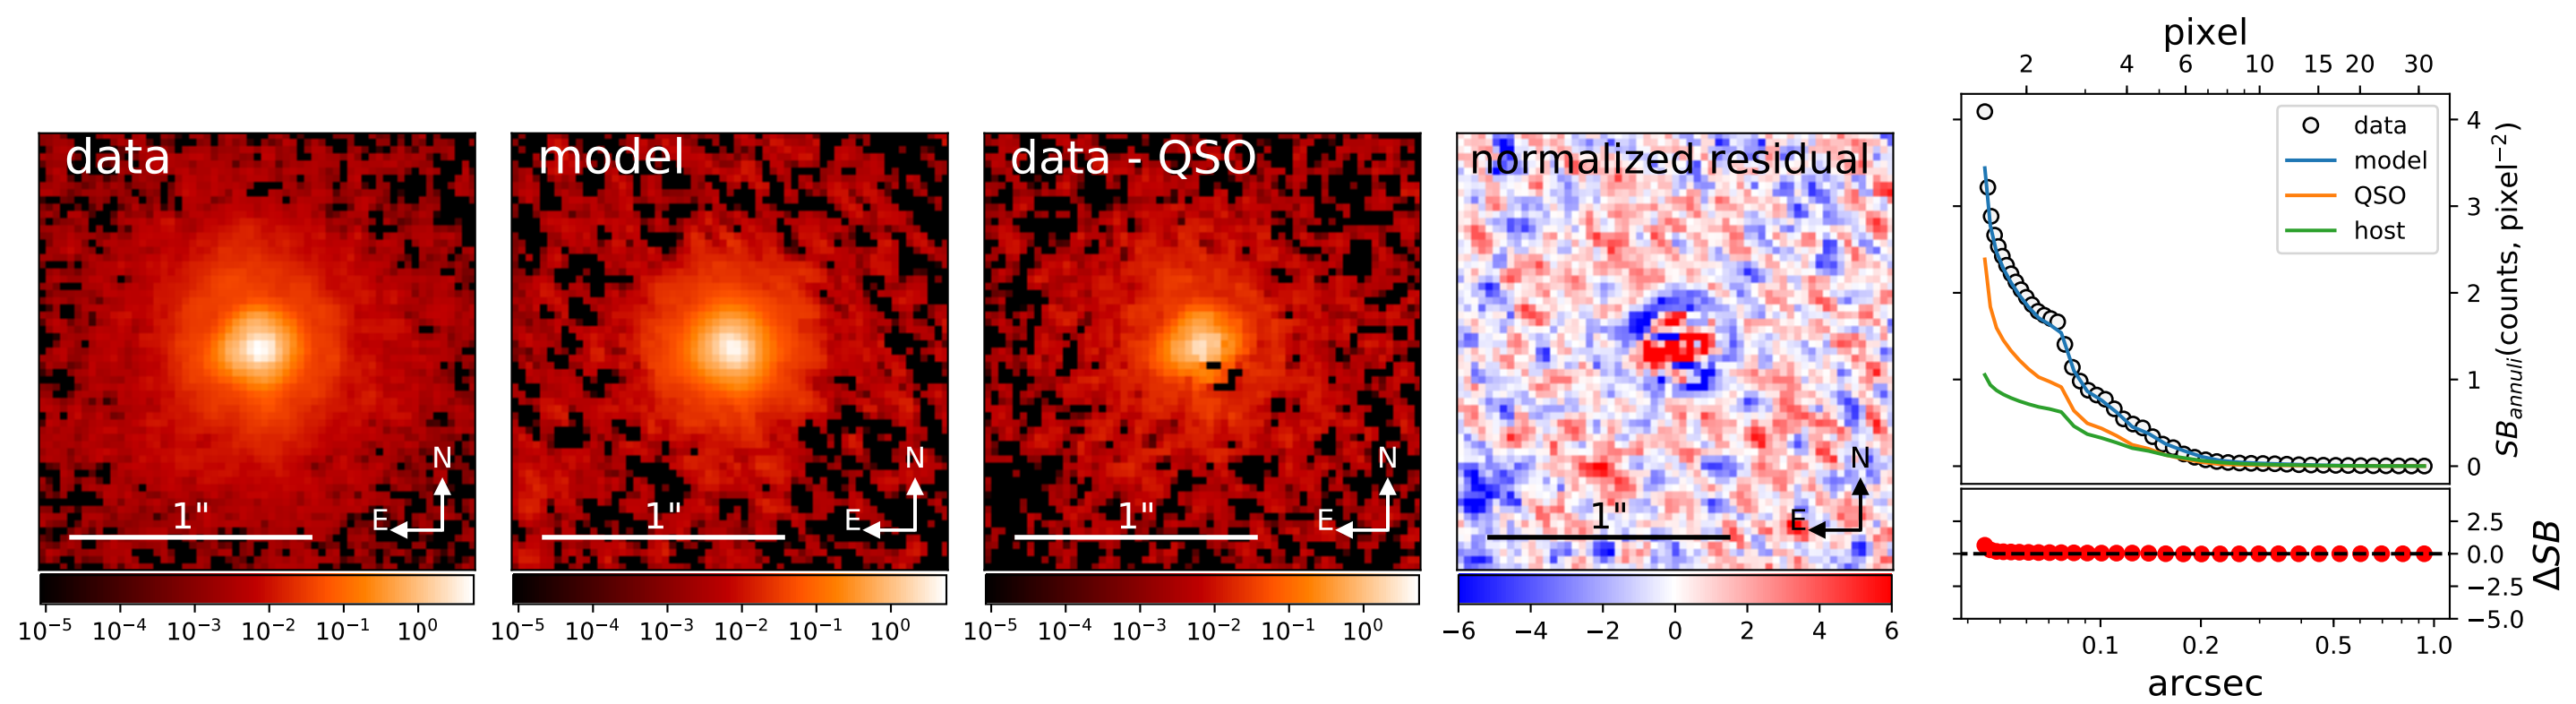 data
N
E
1"
10⁻⁵ 10⁻⁴ 10⁻³ 10⁻² 10⁻¹ 10⁰
model
N
E
1"
10⁻⁵ 10⁻⁴ 10⁻³ 10⁻² 10⁻¹ 10⁰
data - QSO
N
E
1"
10⁻⁵ 10⁻⁴ 10⁻³ 10⁻² 10⁻¹ 10⁰
normalized residual
N
E
1"
−6 −4 −2 0 2 4 6
pixel
2 4 6 10 15 20 30
data
model
QSO
host
4
3
2
1
0
SB_annuli(counts, pixel⁻²)
2.5
0.0
−2.5
−5.0
ΔSB
0.1 0.2 0.5 1.0
arcsec